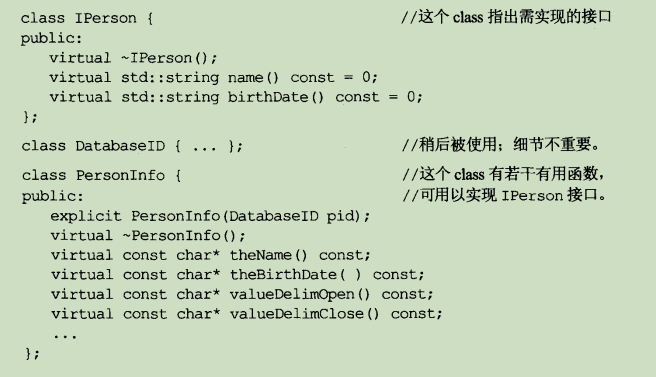 class IPerson { //这个 class 指出需实现的接口
public:
virtual ~IPerson();
virtual std::string name() const = 0;
virtual std::string birthDate() const = 0;
};
class DatabaseID { ... }; //稍后被使用；细节不重要。
class PersonInfo { //这个 class 有若干有用函数，
public: //可用以实现 IPerson 接口。
explicit PersonInfo(DatabaseID pid);
virtual ~PersonInfo();
virtual const char* theName() const;
virtual const char* theBirthDate( ) const;
virtual const char* valueDelimOpen() const;
virtual const char* valueDelimClose() const;
...
};